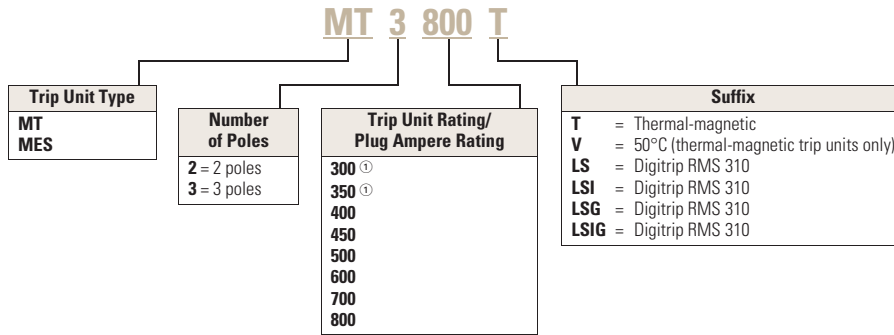 MT 3 800 T
Trip Unit Type
MT
MES
Number
of Poles
2 = 2 poles
3 = 3 poles
Trip Unit Rating/
Plug Ampere Rating
300 ①
350 ①
400
450
500
600
700
800
Suffix
T = Thermal-magnetic
V = 50°C (thermal-magnetic trip units only)
LS = Digitrip RMS 310
LSI = Digitrip RMS 310
LSG = Digitrip RMS 310
LSIG = Digitrip RMS 310